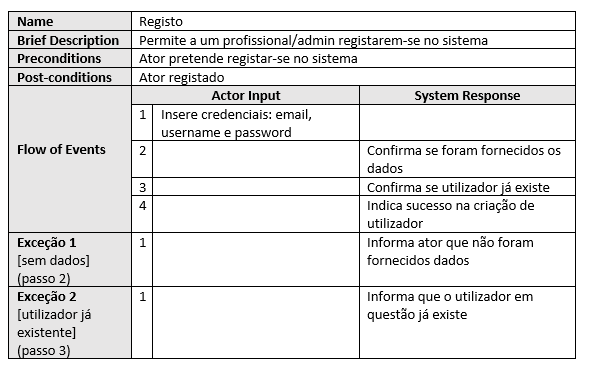 Name Registo
Brief Description Permite a um profissional/admin registarem-se no sistema
Preconditions Ator pretende registar-se no sistema
Post-conditions Ator registado
Flow of Events
Actor Input System Response
1 Insere credenciais: email,
username e password
2 Confirma se foram fornecidos os
dados
3 Confirma se utilizador já existe
4 Indica sucesso na criação de
utilizador
Exceção 1
[sem dados]
(passo 2)
1 Informa ator que não foram
fornecidos dados
Exceção 2
[utilizador já
existente]
(passo 3)
1 Informa que o utilizador em
questão já existe